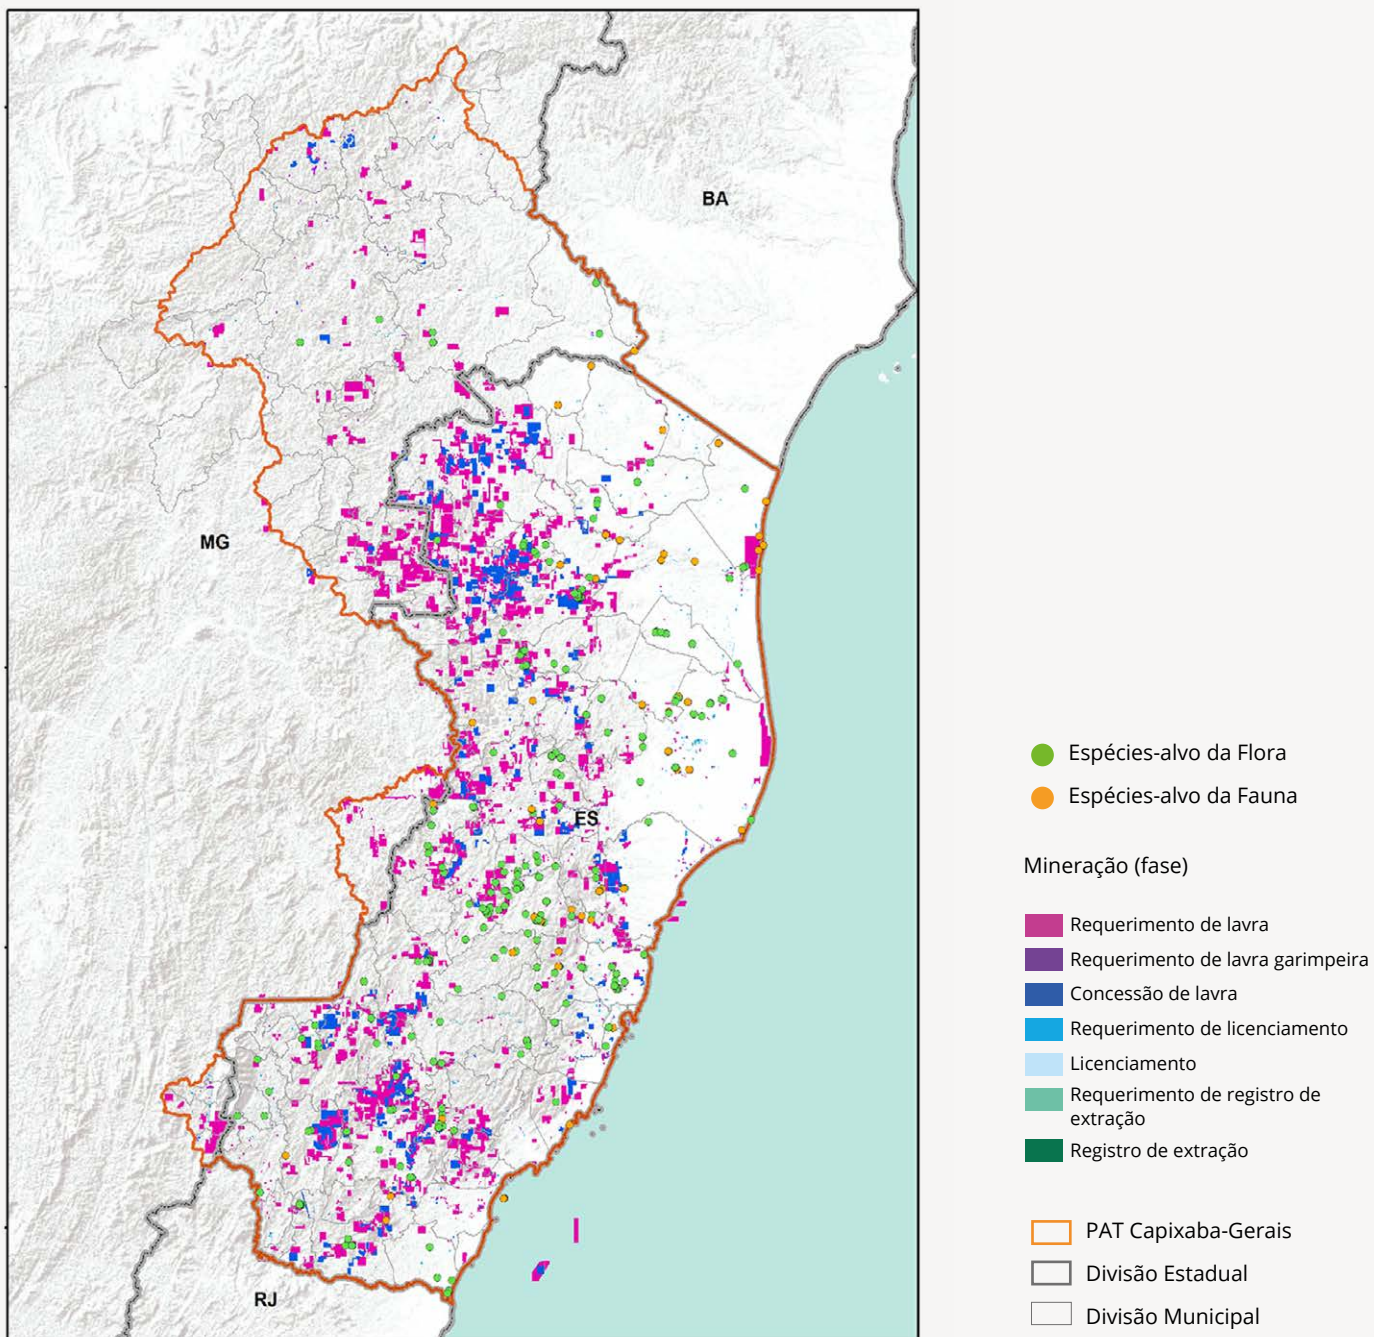 BA
MG
ES
RJ
Espécies-alvo da Flora
Espécies-alvo da Fauna
Mineração (fase)
Requerimento de lavra
Requerimento de lavra garimpeira
Concessão de lavra
Requerimento de licenciamento
Licenciamento
Requerimento de registro de
extração
Registro de extração
PAT Capixaba-Gerais
Divisão Estadual
Divisão Municipal